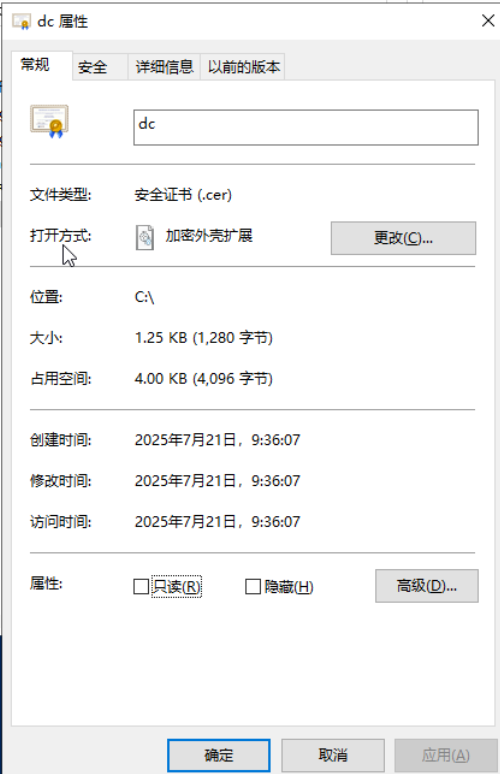 dc 属性
常规 安全 详细信息 以前的版本
dc
文件类型: 安全证书 (.cer)
打开方式: 加密外壳扩展 更改(C)...
位置: C:\
大小: 1.25 KB (1,280 字节)
占用空间: 4.00 KB (4,096 字节)
创建时间: 2025年7月21日，9:36:07
修改时间: 2025年7月21日，9:36:07
访问时间: 2025年7月21日，9:36:07
属性: 只读(R) 隐藏(H) 高级(D)...
确定 取消 应用(A)